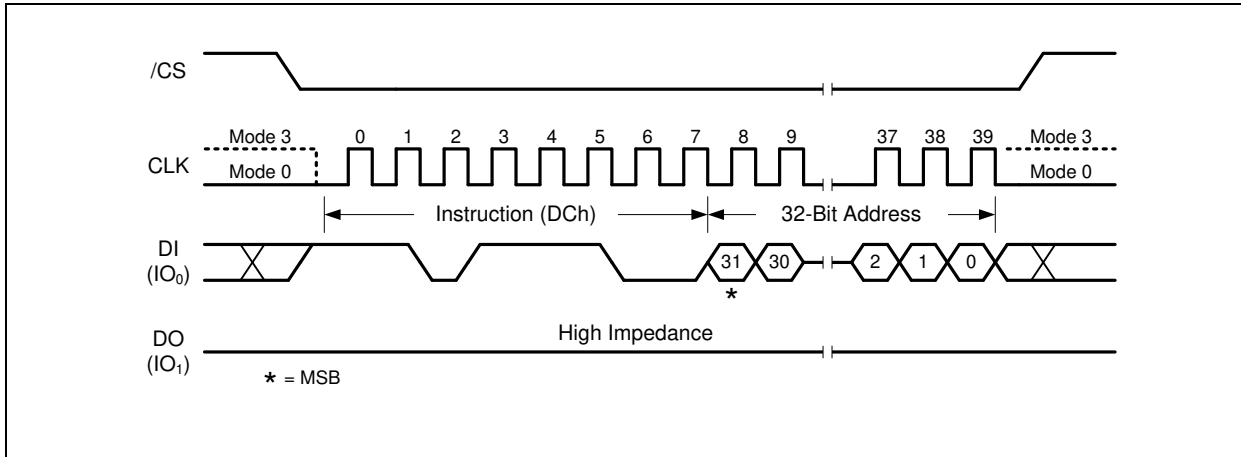 /CS
Mode 3 0 1 2 3 4 5 6 7 8 9 37 38 39 Mode 3
CLK Mode 0 Mode 0
Instruction (DCh) 32-Bit Address
DI
(IO₀) 31 30 2 1 0
*
DO High Impedance
(IO₁)
* = MSB